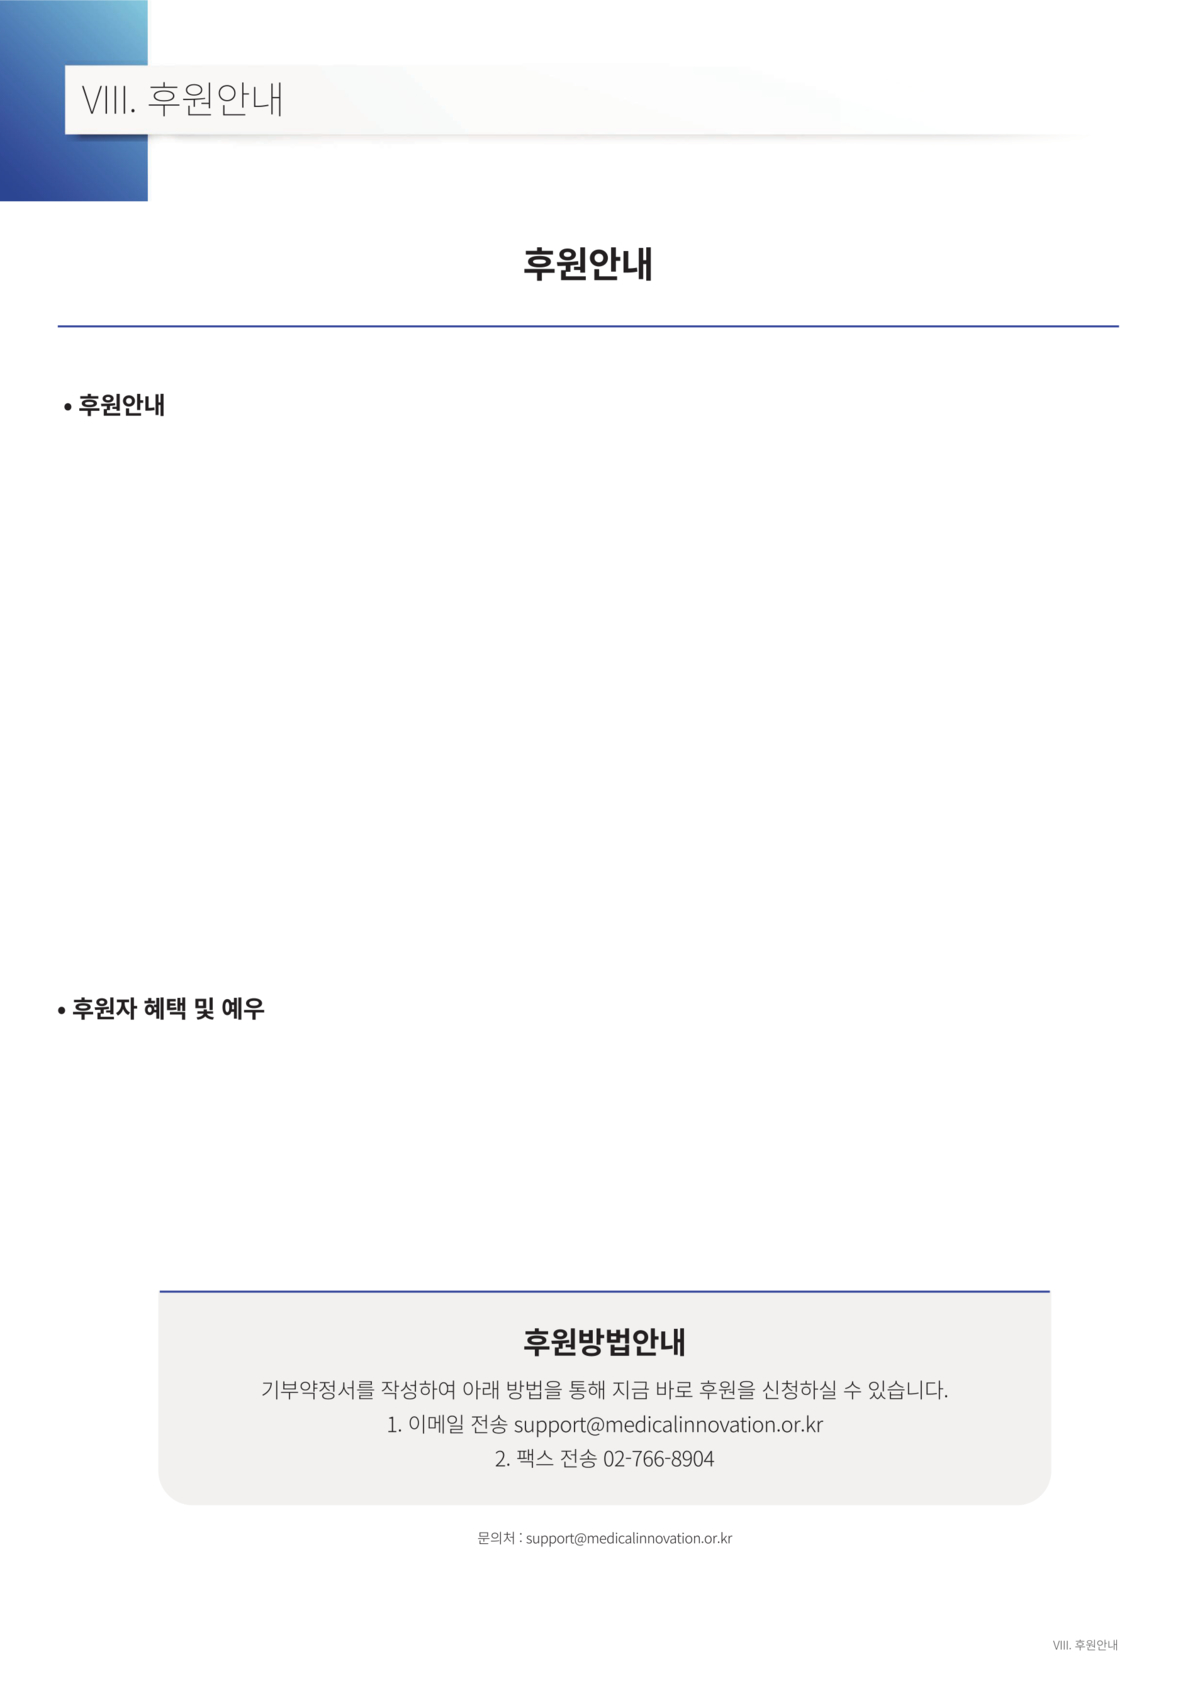 VIII. 후원안내
후원안내
• 후원안내
• 후원자 혜택 및 예우
후원방법안내
기부약정서를 작성하여 아래 방법을 통해 지금 바로 후원을 신청하실 수 있습니다.
1. 이메일 전송 support@medicalinnovation.or.kr
2. 팩스 전송 02-766-8904
문의처 : support@medicalinnovation.or.kr
VIII. 후원안내